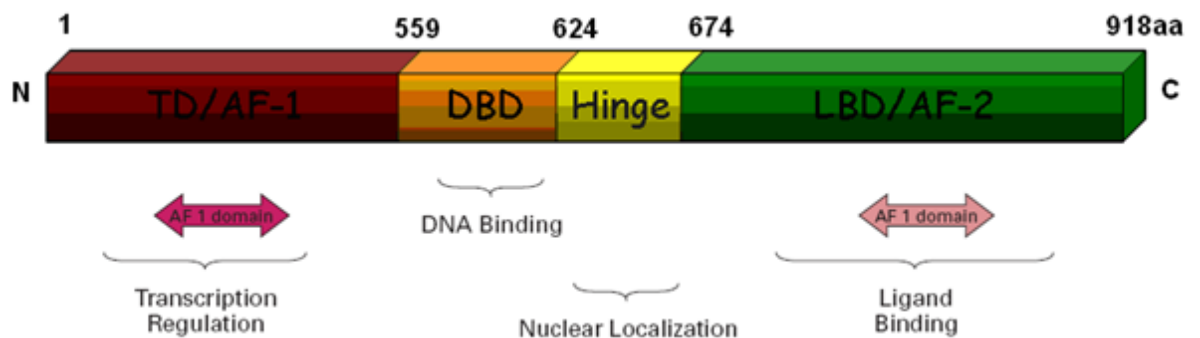 1 559 624 674 918aa
N TD/AF-1 DBD Hinge LBD/AF-2 C
AF 1 domain AF 1 domain
DNA Binding
Transcription
Regulation
Nuclear Localization
Ligand
Binding